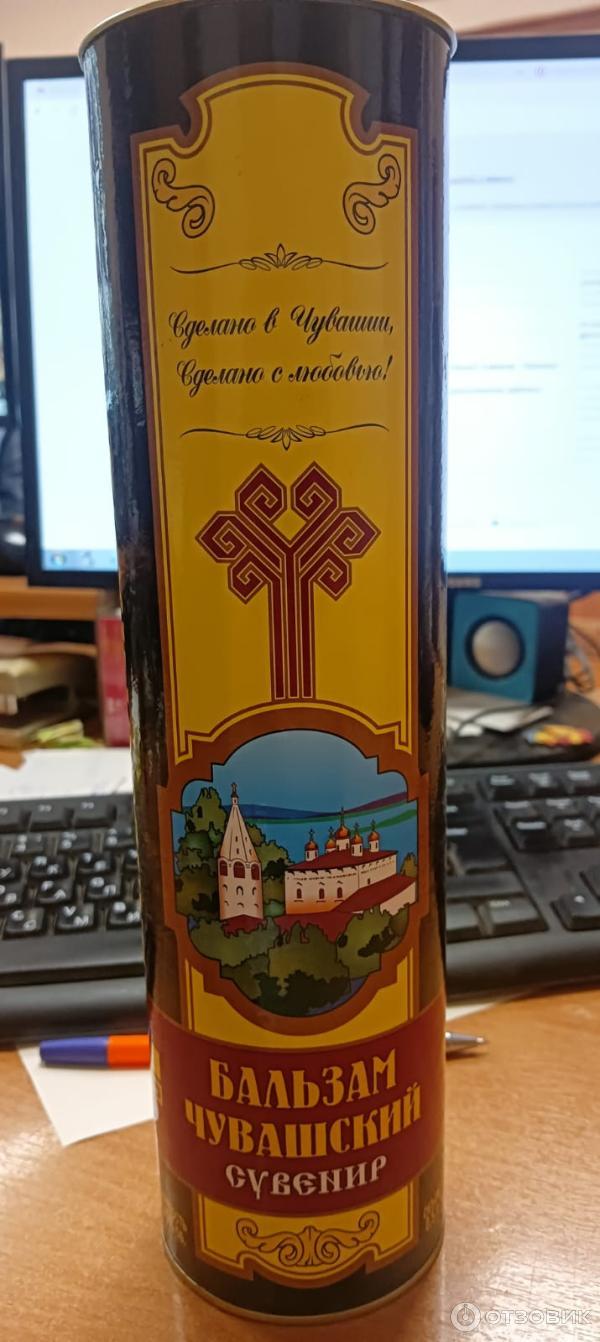 Сделано в Чувашии,
Сделано с любовью!
БАЛЬЗАМ
ЧУВАШСКИЙ
СУВЕНИР
ОТЗОВИК